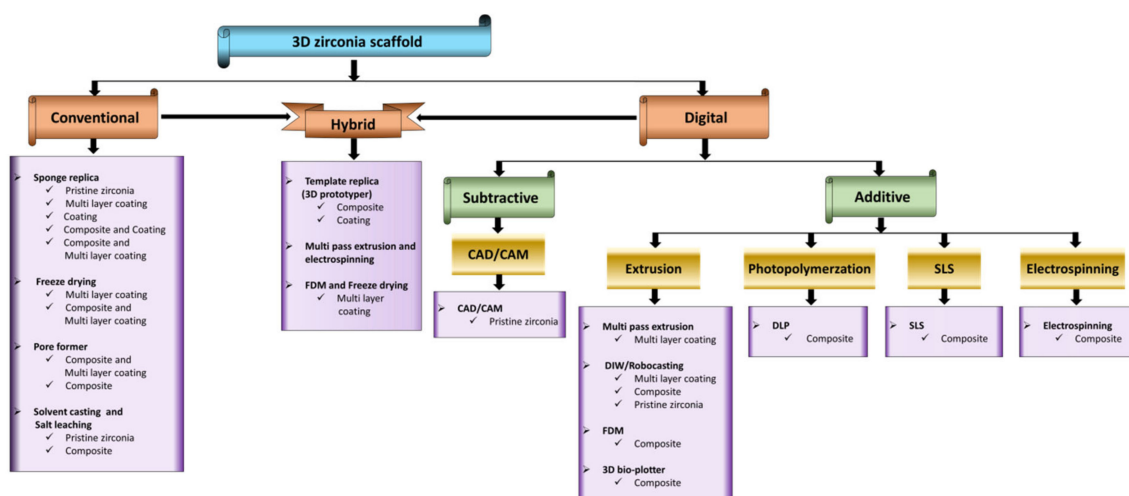 3D zirconia scaffold
Conventional
Hybrid
Digital
Sponge replica
Pristine zirconia
Multi layer coating
Coating
Composite and Coating
Composite and
Multi layer coating
Freeze drying
Multi layer coating
Composite and
Multi layer coating
Pore former
Composite and
Multi layer coating
Composite
Solvent casting and
Salt leaching
Pristine zirconia
Composite
Template replica
(3D prototyper)
Composite
Coating
Multi pass extrusion and
electrospinning
FDM and Freeze drying
Multi layer
coating
Subtractive
Additive
CAD/CAM
CAD/CAM
Pristine zirconia
Extrusion
Photopolymerzation
SLS
Electrospinning
Multi pass extrusion
Multi layer coating
DIW/Robocasting
Multi layer coating
Composite
Pristine zirconia
FDM
Composite
3D bio-plotter
Composite
DLP
Composite
SLS
Composite
Electrospinning
Composite